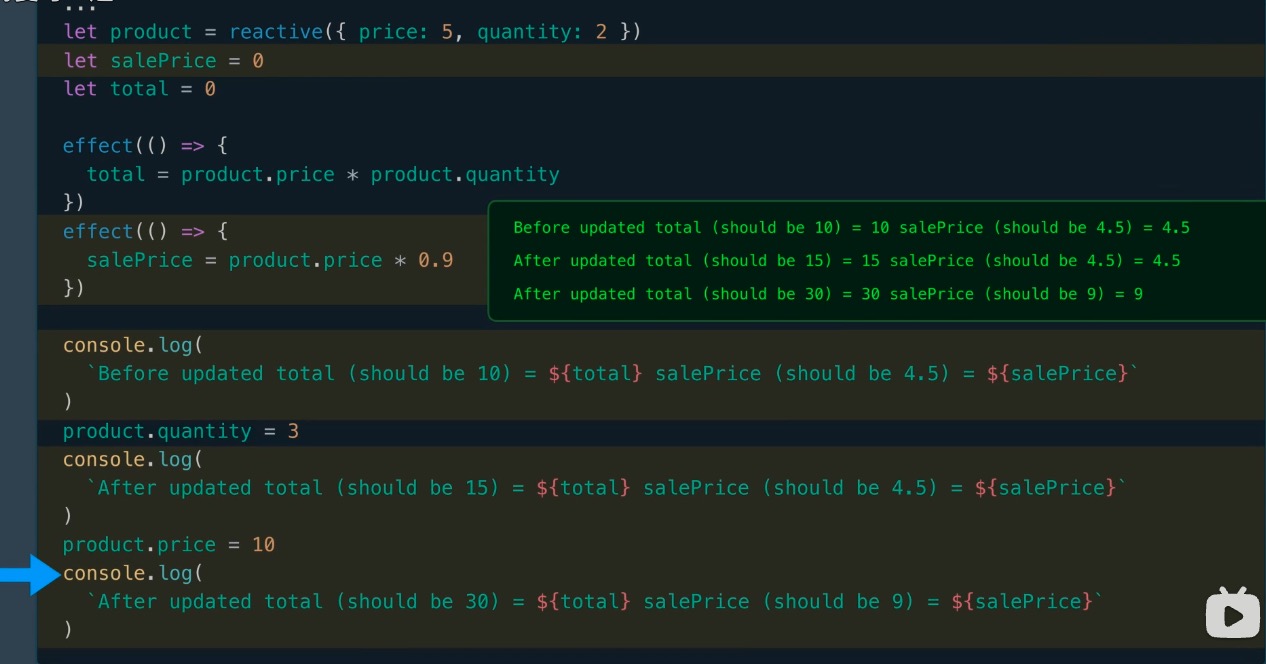 ...
let product = reactive({ price: 5, quantity: 2 })
let salePrice = 0
let total = 0
effect(() => {
  total = product.price * product.quantity
})
effect(() => {
  salePrice = product.price * 0.9
})
Before updated total (should be 10) = 10 salePrice (should be 4.5) = 4.5
After updated total (should be 15) = 15 salePrice (should be 4.5) = 4.5
After updated total (should be 30) = 30 salePrice (should be 9) = 9
console.log(
  `Before updated total (should be 10) = ${total} salePrice (should be 4.5) = ${salePrice}`
)
product.quantity = 3
console.log(
  `After updated total (should be 15) = ${total} salePrice (should be 4.5) = ${salePrice}`
)
product.price = 10
console.log(
  `After updated total (should be 30) = ${total} salePrice (should be 9) = ${salePrice}`
)